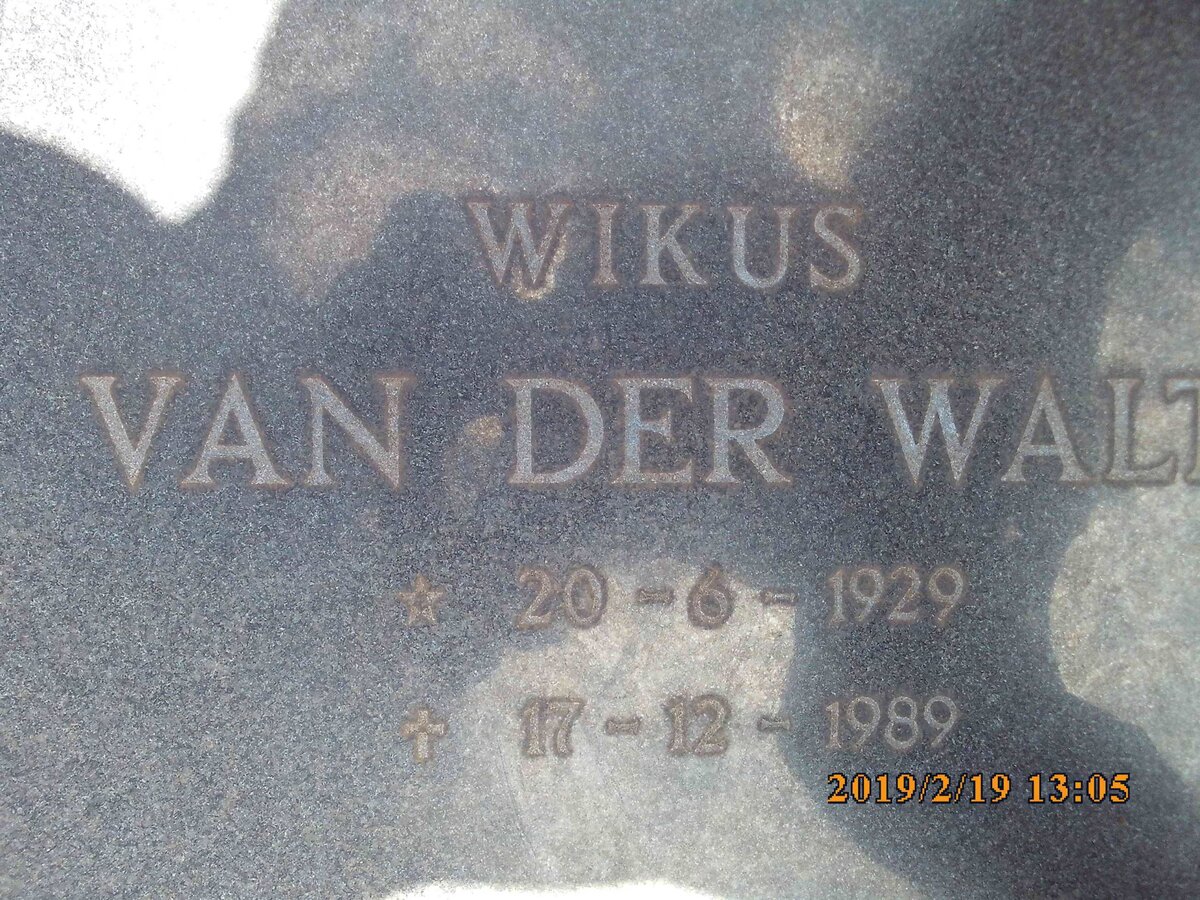 WIKUS
VAN DER WALT
20 - 6 - 1929
17 - 12 - 1989
2019/2/19 13:05